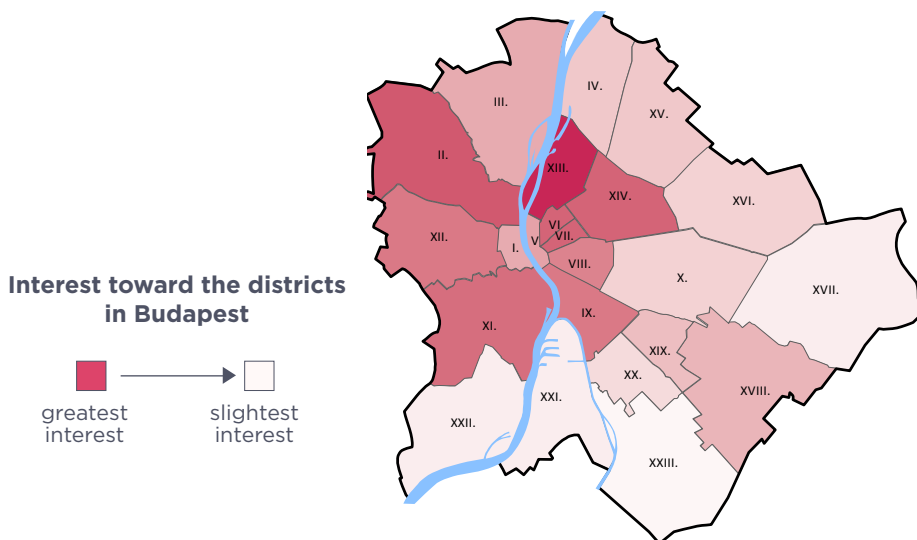 III.
IV.
XV.
II.
XIII.
XIV.
XVI.
XII.
I.
V.
VI.
VII.
VIII.
X.
XVII.
Interest toward the districts
in Budapest
XI.
IX.
XIX.
XX.
XVIII.
greatest
interest
slightest
interest
XXI.
XXII.
XXIII.